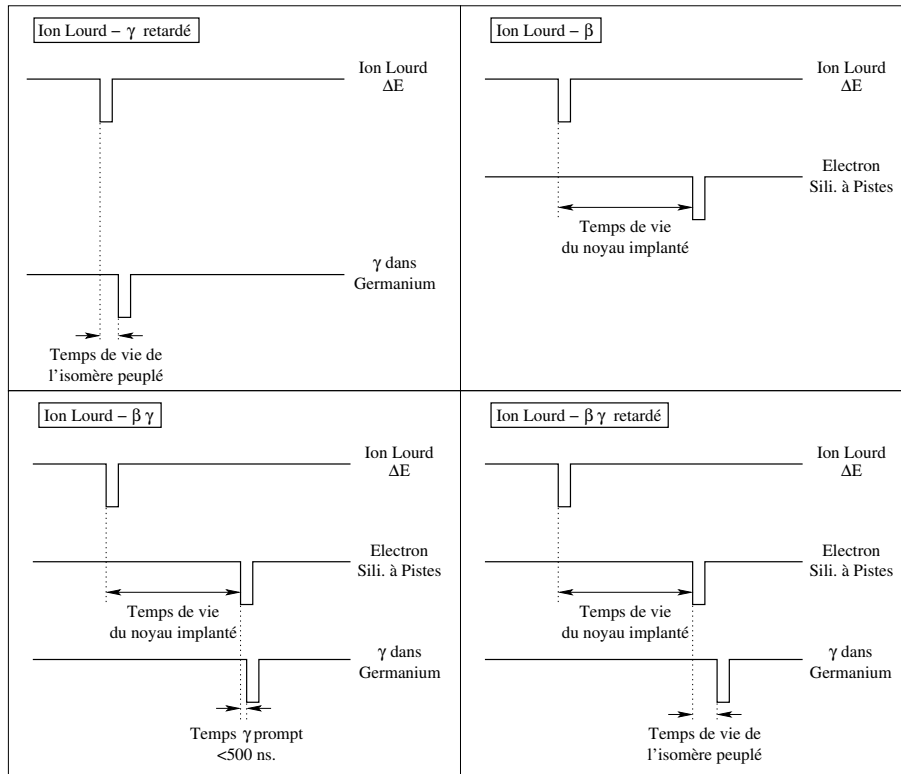 Ion Lourd – γ retardé
Ion Lourd
ΔE
γ dans
Germanium
Temps de vie de
l'isomère peuplé
Ion Lourd – β
Ion Lourd
ΔE
Electron
Sili. à Pistes
Temps de vie
du noyau implanté
Ion Lourd – β γ
Ion Lourd
ΔE
Electron
Sili. à Pistes
Temps de vie
du noyau implanté
γ dans
Germanium
Temps γ prompt
<500 ns.
Ion Lourd – β γ retardé
Ion Lourd
ΔE
Electron
Sili. à Pistes
Temps de vie
du noyau implanté
γ dans
Germanium
Temps de vie de
l'isomère peuplé